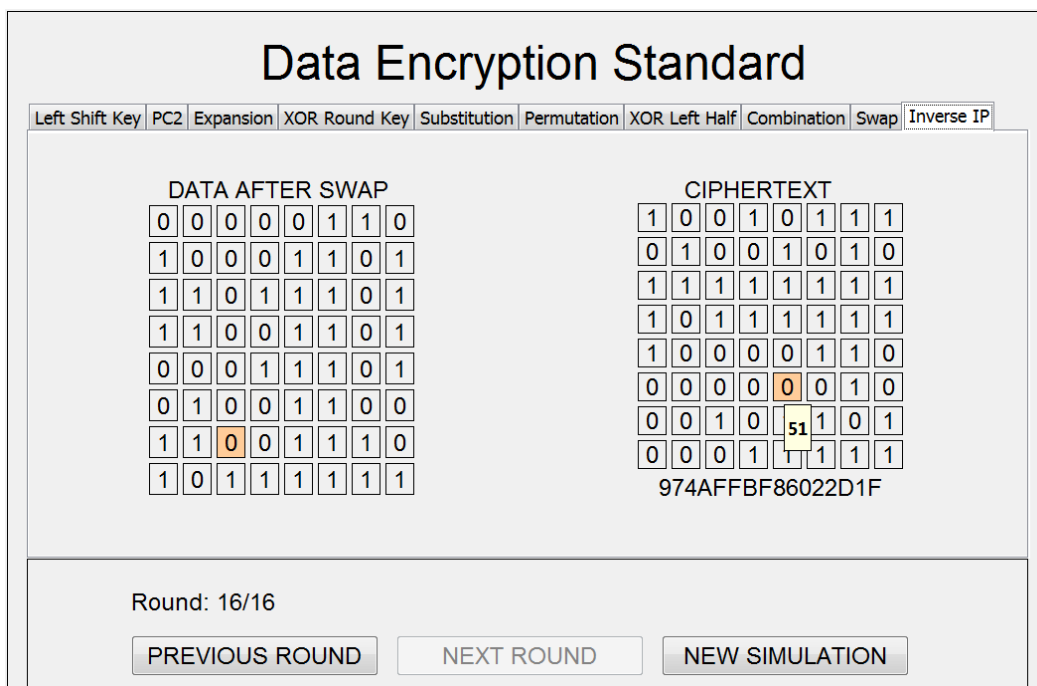 Data Encryption Standard
Left Shift Key PC2 Expansion XOR Round Key Substitution Permutation XOR Left Half Combination Swap Inverse IP
DATA AFTER SWAP
0 0 0 0 0 1 1 0
1 0 0 0 1 1 0 1
1 1 0 1 1 1 0 1
1 1 0 0 1 1 0 1
0 0 0 1 1 1 0 1
0 1 0 0 1 1 0 0
1 1 0 0 1 1 1 0
1 0 1 1 1 1 1 1
CIPHERTEXT
1 0 0 1 0 1 1 1
0 1 0 0 1 0 1 0
1 1 1 1 1 1 1 1
1 0 1 1 1 1 1 1
1 0 0 0 0 1 1 0
0 0 0 0 0 0 1 0
0 0 1 0 51 1 0 1
0 0 0 1 1 1 1 1
974AFFBF86022D1F
Round: 16/16
PREVIOUS ROUND NEXT ROUND NEW SIMULATION